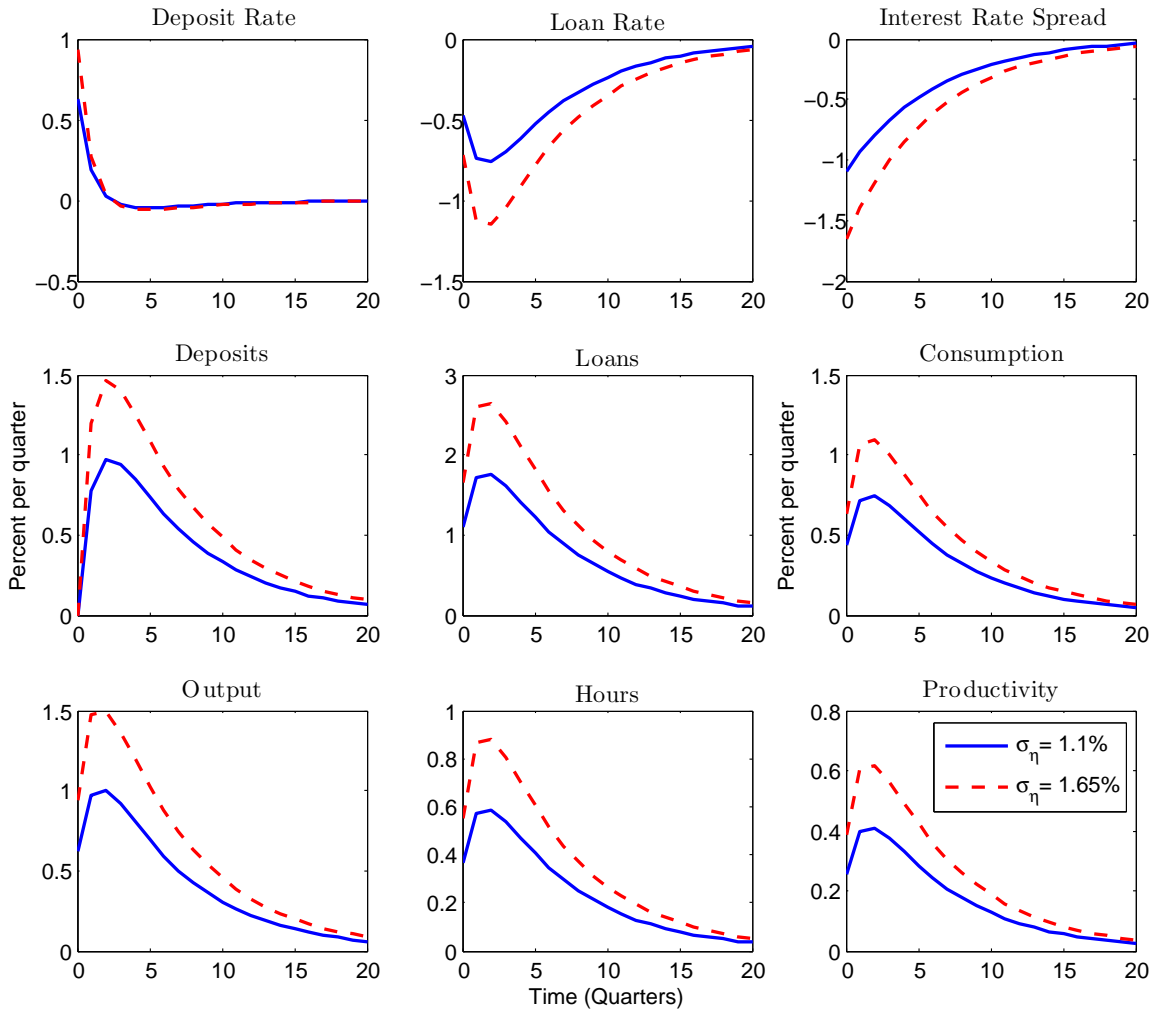 Deposit Rate
1
0.5
0
−0.5
0 5 10 15 20
Loan Rate
0
−0.5
−1
−1.5
0 5 10 15 20
Interest Rate Spread
0
−0.5
−1
−1.5
−2
0 5 10 15 20
Deposits
Percent per quarter
1.5
1
0.5
0
0 5 10 15 20
Loans
3
2
1
0
0 5 10 15 20
Consumption
Percent per quarter
1.5
1
0.5
0
0 5 10 15 20
Output
1.5
1
0.5
0
0 5 10 15 20
Hours
1
0.8
0.6
0.4
0.2
0
0 5 10 15 20
Time (Quarters)
Productivity
0.8
0.6
0.4
0.2
0
0 5 10 15 20
ση= 1.1%
ση= 1.65%